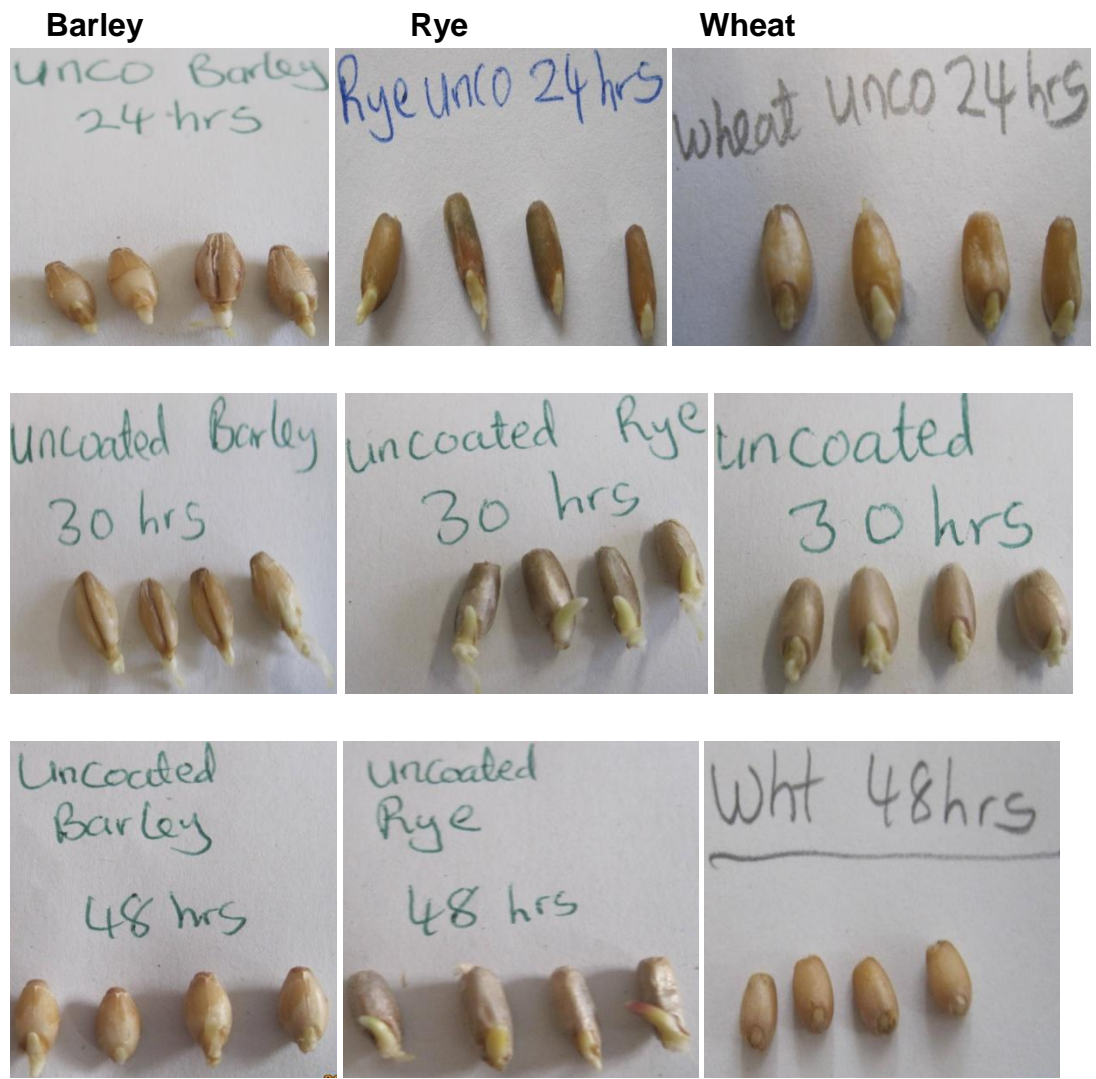 Barley Rye Wheat
unco Barley
24 hrs
Rye unco 24 hrs
wheat unco 24 hrs
uncoated Barley
30 hrs
uncoated Rye
30 hrs
uncoated
30 hrs
Uncoated
Barley
48 hrs
uncoated
Rye
48 hrs
Wht 48hrs